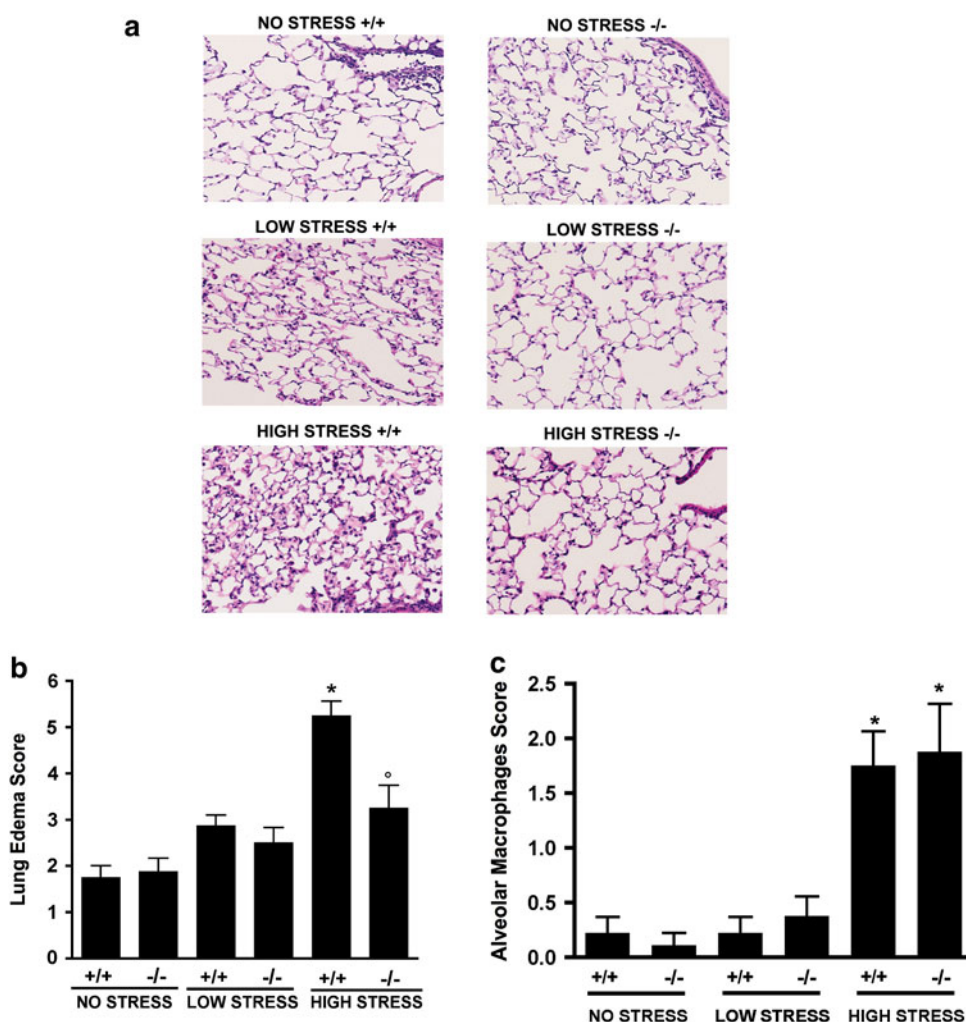 a
NO STRESS +/+
NO STRESS -/-
LOW STRESS +/+
LOW STRESS -/-
HIGH STRESS +/+
HIGH STRESS -/-
b
Lung Edema Score
6
5
4
3
2
1
0
*
°
+/+ -/- +/+ -/- +/+ -/-
NO STRESS LOW STRESS HIGH STRESS
c
Alveolar Macrophages Score
2.5
2.0
1.5
1.0
0.5
0.0
* *
+/+ -/- +/+ -/- +/+ -/-
NO STRESS LOW STRESS HIGH STRESS